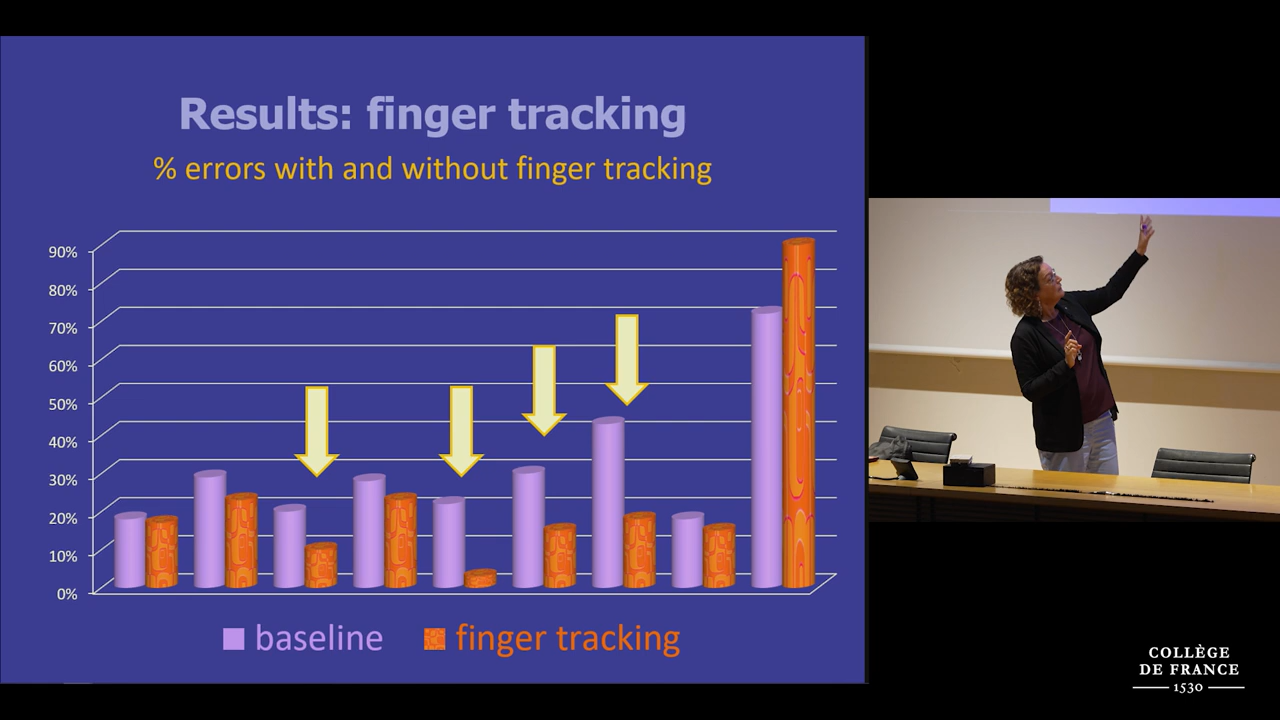 Results: finger tracking
% errors with and without finger tracking
90%
80%
70%
60%
50%
40%
30%
20%
10%
0%
baseline
finger tracking
COLLÈGE
DE FRANCE
1530